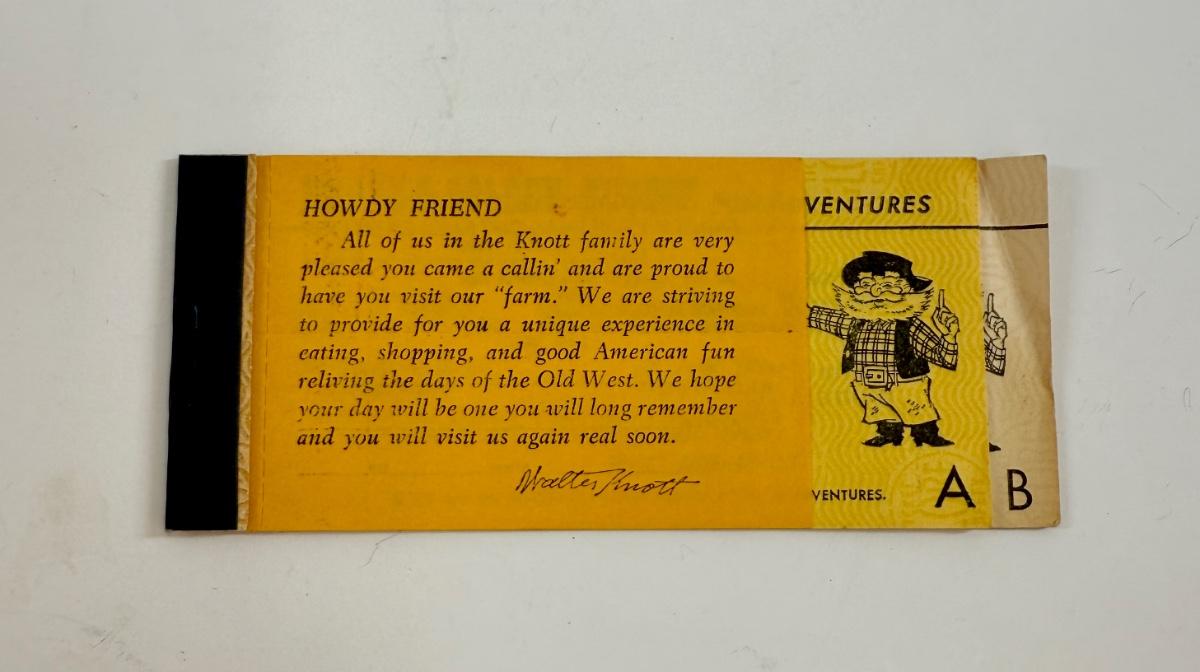 HOWDY FRIEND
All of us in the Knott family are very
pleased you came a callin' and are proud to
have you visit our "farm." We are striving
to provide for you a unique experience in
eating, shopping, and good American fun
reliving the days of the Old West. We hope
your day will be one you will long remember
and you will visit us again real soon.
Walter Knott
VENTURES
VENTURES.
A
B